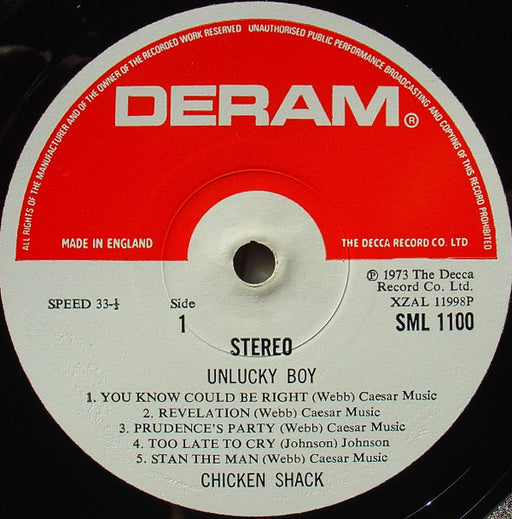 ALL RIGHTS OF THE MANUFACTURER AND OF THE OWNER OF THE RECORDED WORK RESERVED UNAUTHORISED PUBLIC PERFORMANCE BROADCASTING AND COPYING OF THIS RECORD PROHIBITED
DERAM®
MADE IN ENGLAND
THE DECCA RECORD CO. LTD
℗ 1973 The Decca
Record Co. Ltd.
XZAL 11998P
SPEED 33-⅓
Side
1
SML 1100
STEREO
UNLUCKY BOY
1. YOU KNOW COULD BE RIGHT (Webb) Caesar Music
2. REVELATION (Webb) Caesar Music
3. PRUDENCE'S PARTY (Webb) Caesar Music
4. TOO LATE TO CRY (Johnson) Johnson
5. STAN THE MAN (Webb) Caesar Music
CHICKEN SHACK